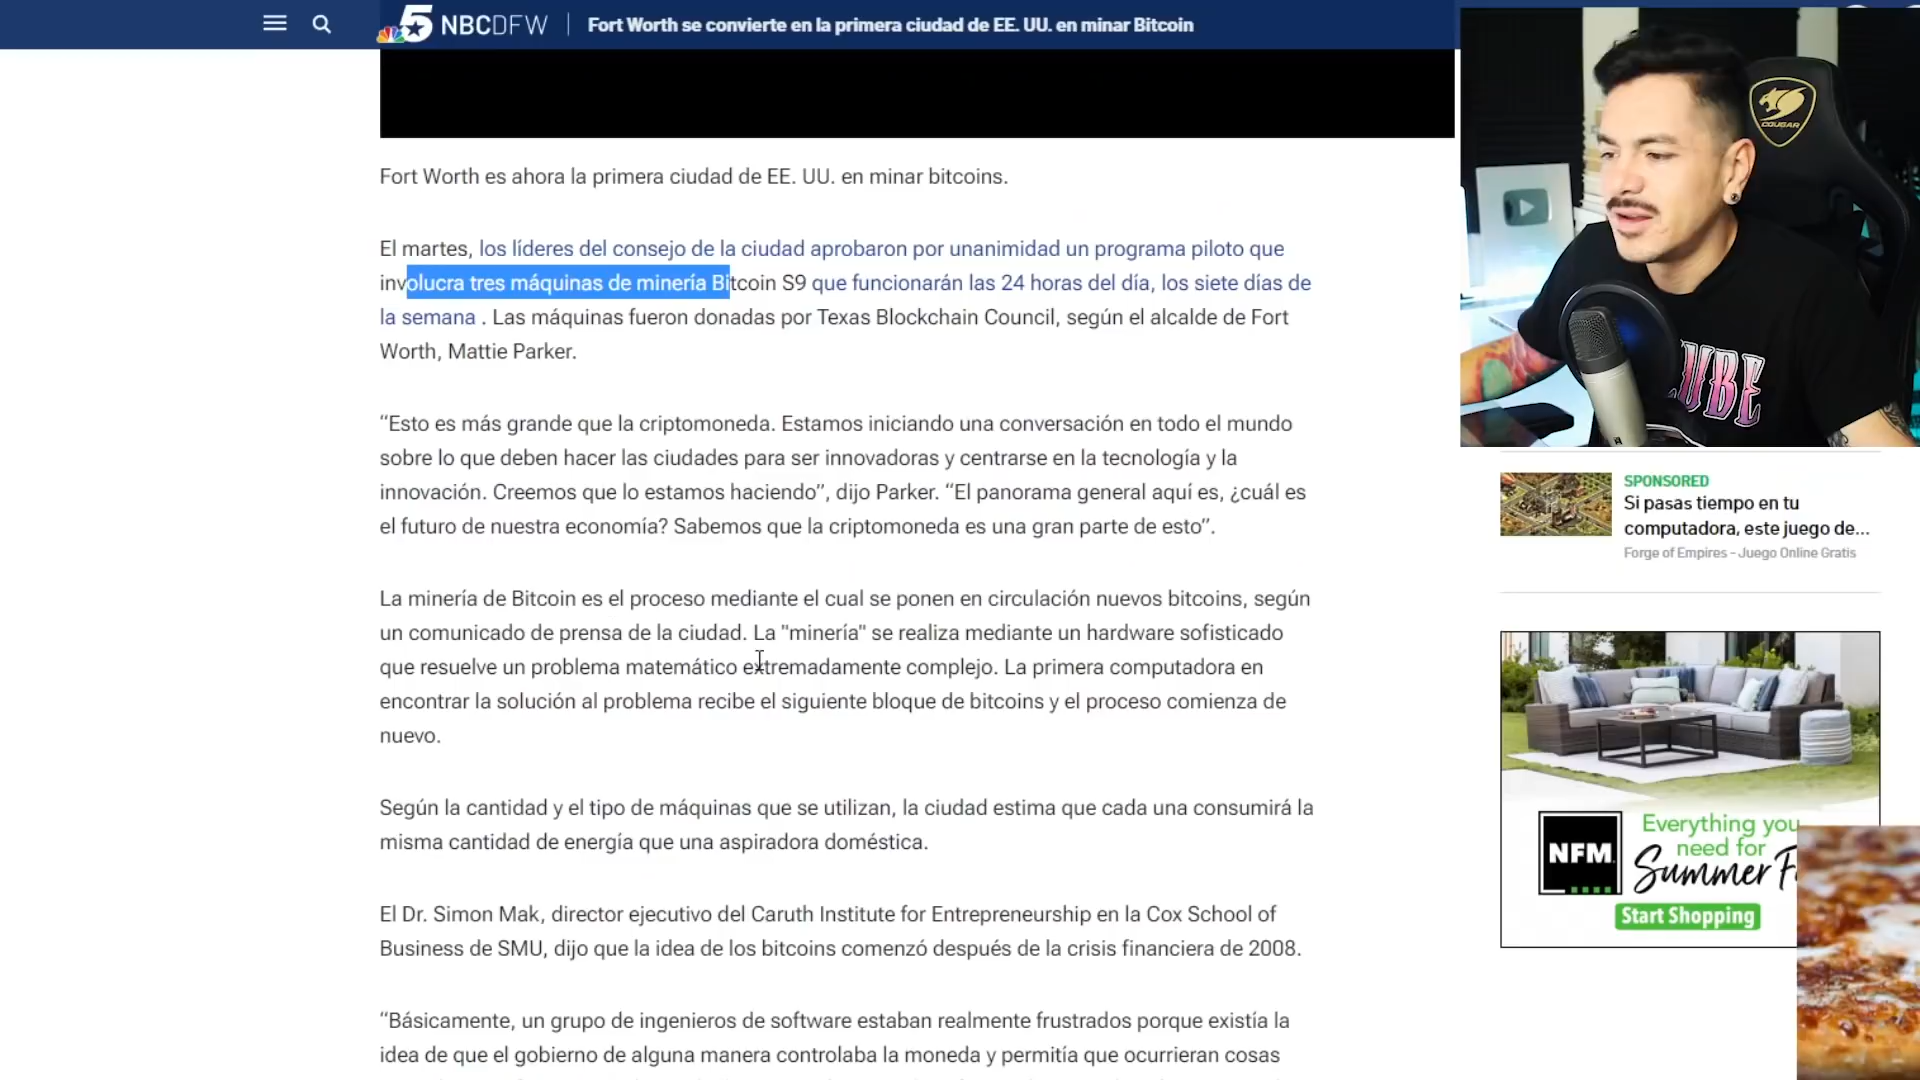 5 NBCDFW
Fort Worth se convierte en la primera ciudad de EE. UU. en minar Bitcoin
Fort Worth es ahora la primera ciudad de EE. UU. en minar bitcoins.
El martes, los líderes del consejo de la ciudad aprobaron por unanimidad un programa piloto que
involucra tres máquinas de minería Bitcoin S9 que funcionarán las 24 horas del día, los siete días de
la semana . Las máquinas fueron donadas por Texas Blockchain Council, según el alcalde de Fort
Worth, Mattie Parker.
“Esto es más grande que la criptomoneda. Estamos iniciando una conversación en todo el mundo
sobre lo que deben hacer las ciudades para ser innovadoras y centrarse en la tecnología y la
innovación. Creemos que lo estamos haciendo”, dijo Parker. “El panorama general aquí es, ¿cuál es
el futuro de nuestra economía? Sabemos que la criptomoneda es una gran parte de esto”.
La minería de Bitcoin es el proceso mediante el cual se ponen en circulación nuevos bitcoins, según
un comunicado de prensa de la ciudad. La "minería" se realiza mediante un hardware sofisticado
que resuelve un problema matemático extremadamente complejo. La primera computadora en
encontrar la solución al problema recibe el siguiente bloque de bitcoins y el proceso comienza de
nuevo.
Según la cantidad y el tipo de máquinas que se utilizan, la ciudad estima que cada una consumirá la
misma cantidad de energía que una aspiradora doméstica.
El Dr. Simon Mak, director ejecutivo del Caruth Institute for Entrepreneurship en la Cox School of
Business de SMU, dijo que la idea de los bitcoins comenzó después de la crisis financiera de 2008.
“Básicamente, un grupo de ingenieros de software estaban realmente frustrados porque existía la
idea de que el gobierno de alguna manera controlaba la moneda y permitía que ocurrieran cosas
COUGAR
UBE
SPONSORED
Si pasas tiempo en tu
computadora, este juego de...
Forge of Empires - Juego Online Gratis
NFM
Everything you
need for
Summer F
Start Shopping